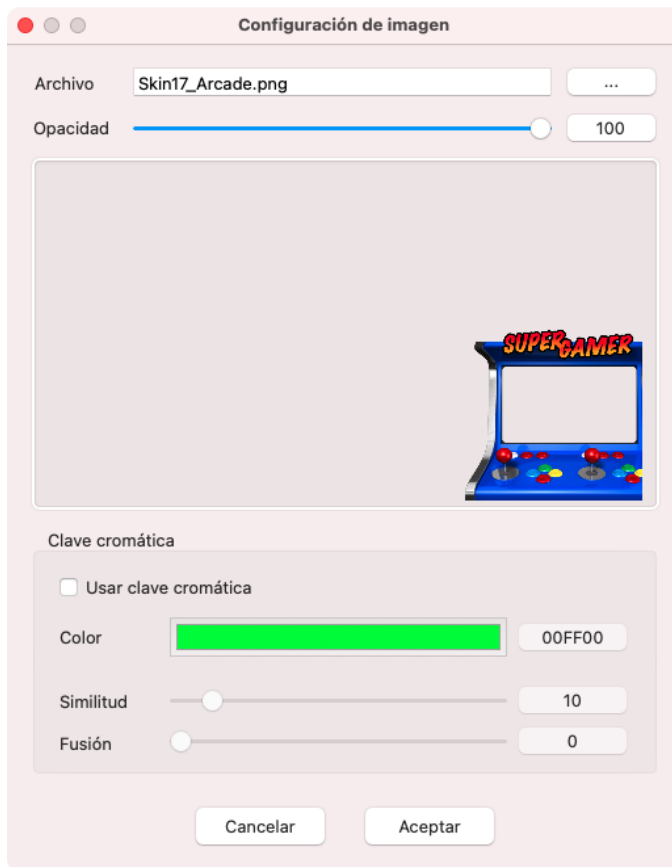 Configuración de imagen
Archivo Skin17_Arcade.png ...
Opacidad 100
SUPER GAMER
Clave cromática
Usar clave cromática
Color 00FF00
Similitud 10
Fusión 0
Cancelar Aceptar